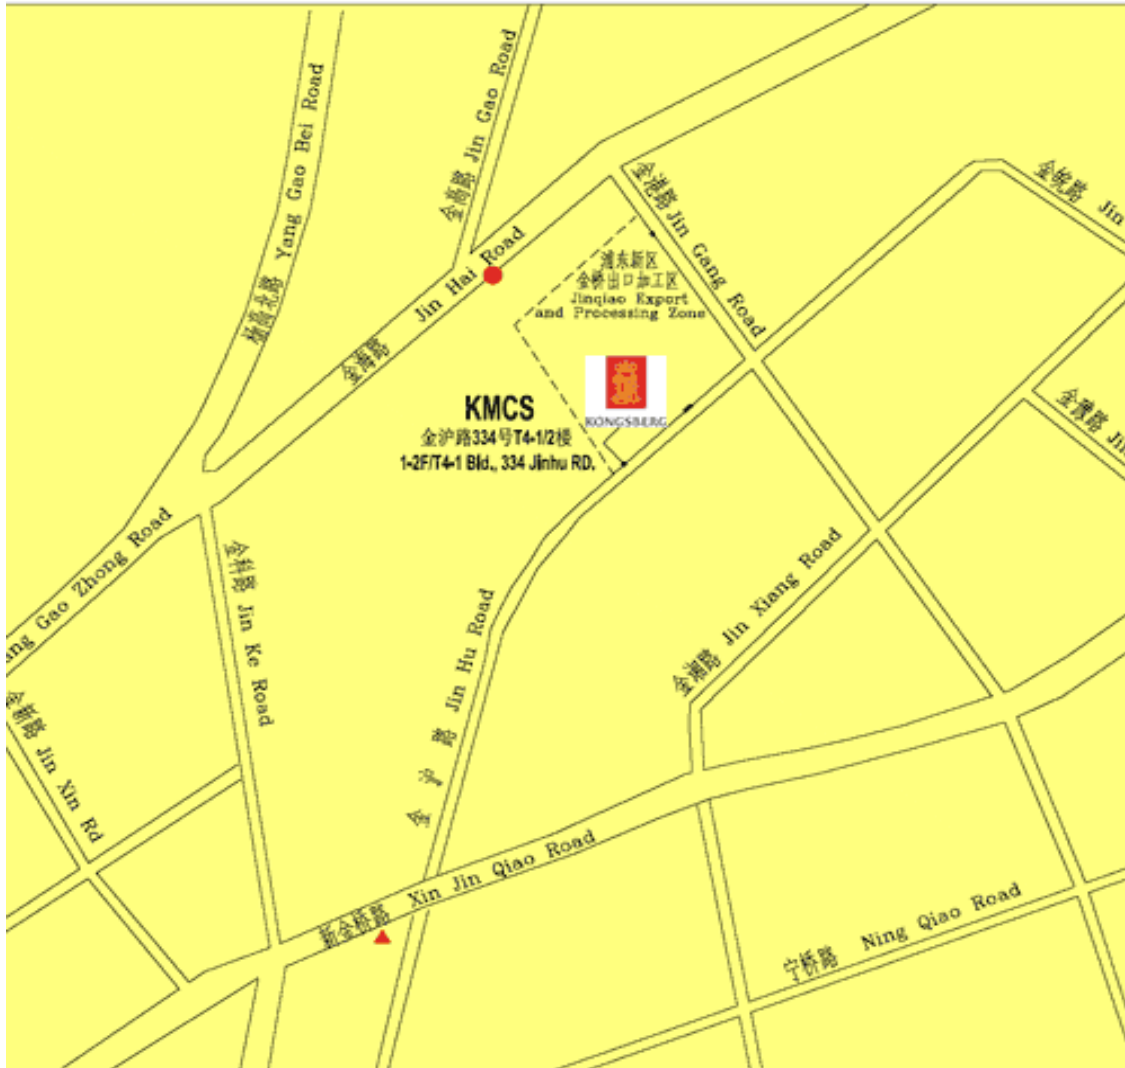 杨高北路 Yang Gao Bei Road
金高路 Jin Gao Road
金海路 Jin Hai Road
金港路 Jin Gang Road
金皖路 Jin
浦东新区
金桥出口加工区
Jinqiao Export
and Processing Zone
KONGSBERG
KMCS
金沪路334号T4-1/2楼
1-2F/T4-1 Bld., 334 Jinhu RD.
ang Gao Zhong Road
金科路 Jin Ke Road
金沪路 Jin Hu Road
金湘路 Jin Xiang Road
金新路 Jin Xin Rd
新金桥路 Xin Jin Qiao Road
宁桥路 Ning Qiao Road